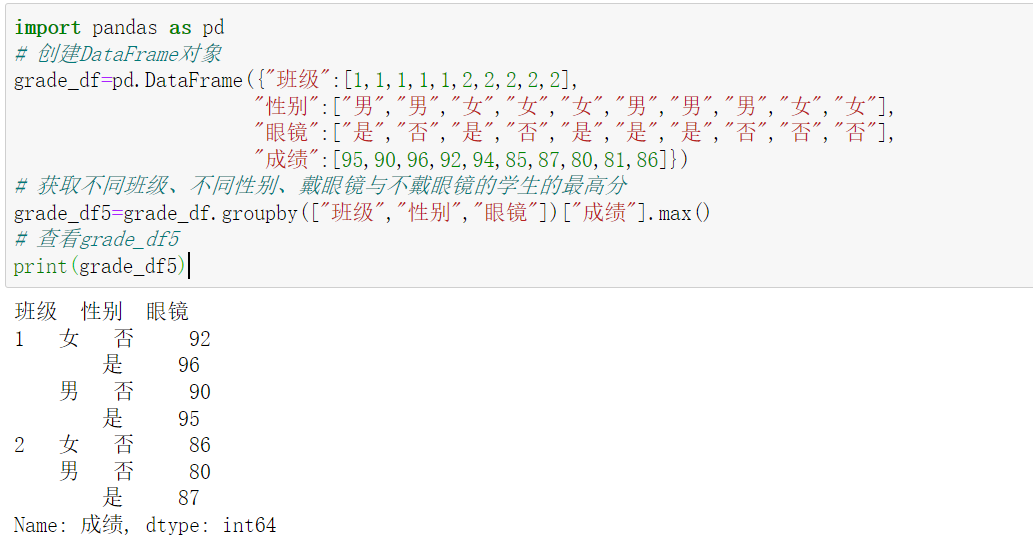 import pandas as pd
# 创建DataFrame对象
grade_df=pd.DataFrame({"班级":[1,1,1,1,1,2,2,2,2,2],
"性别":["男","男","女","女","女","男","男","男","女","女"],
"眼镜":["是","否","是","否","是","是","是","否","否","否"],
"成绩":[95,90,96,92,94,85,87,80,81,86]})
# 获取不同班级、不同性别、戴眼镜与不戴眼镜的学生的最高分
grade_df5=grade_df.groupby(["班级","性别","眼镜"])["成绩"].max()
# 查看grade_df5
print(grade_df5)
班级 性别 眼镜
1 女 否 92
是 96
男 否 90
是 95
2 女 否 86
男 否 80
是 87
Name: 成绩, dtype: int64